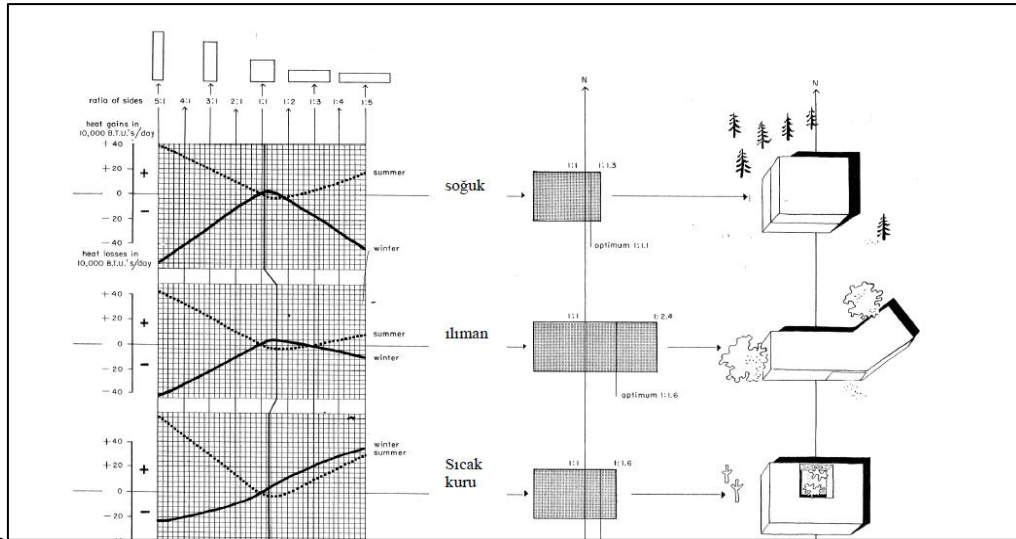 ratio of sides 5:1 4:1 3:1 2:1 1:1 1:2 1:3 1:4 1:5
heat gains in
10,000 B.T.U.'s/day
+40
+20
0
-20
-40
+
-
summer
winter
heat losses in
10,000 B.T.U.'s/day
soğuk
1:1 1:1.3
optimum 1:1.1
N
N
+40
+20
0
-20
-40
+
-
summer
winter
ılıman
1:1 1:2.4
optimum 1:1.6
+40
+20
0
-20
+
-
winter
summer
Sıcak
kuru
1:1 1:1.6